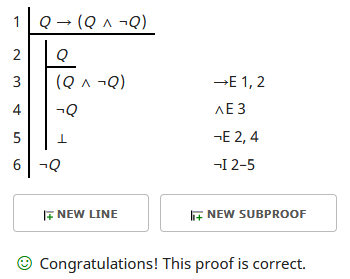 1 Q → (Q ∧ ¬Q)
2 Q
3 (Q ∧ ¬Q) →E 1, 2
4 ¬Q ∧E 3
5 ⊥ ¬E 2, 4
6 ¬Q ¬I 2–5
NEW LINE NEW SUBPROOF
Congratulations! This proof is correct.